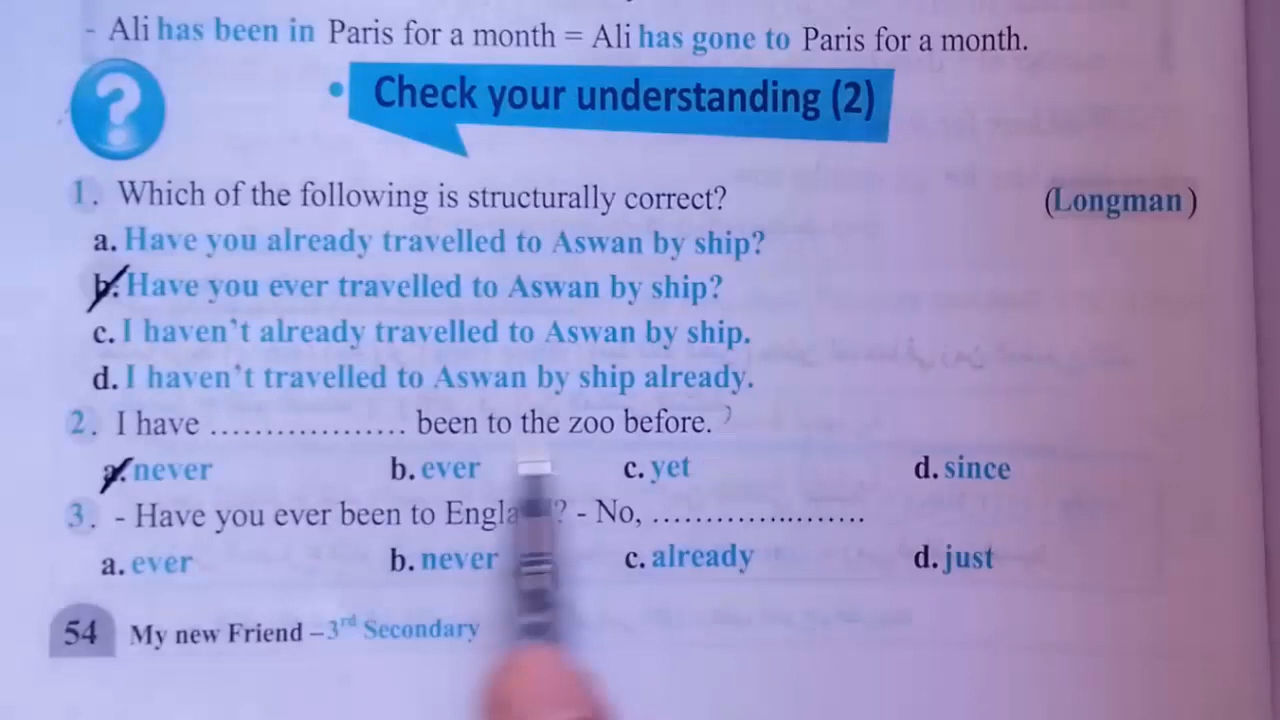 - Ali has been in Paris for a month = Ali has gone to Paris for a month.
?
• Check your understanding (2)
1. Which of the following is structurally correct? (Longman)
a. Have you already travelled to Aswan by ship?
b. Have you ever travelled to Aswan by ship?
c. I haven't already travelled to Aswan by ship.
d. I haven't travelled to Aswan by ship already.
2. I have .................. been to the zoo before. ?
a. never b. ever c. yet d. since
3. - Have you ever been to Engla ? - No, ....................
a. ever b. never c. already d. just
54 My new Friend –3rd Secondary